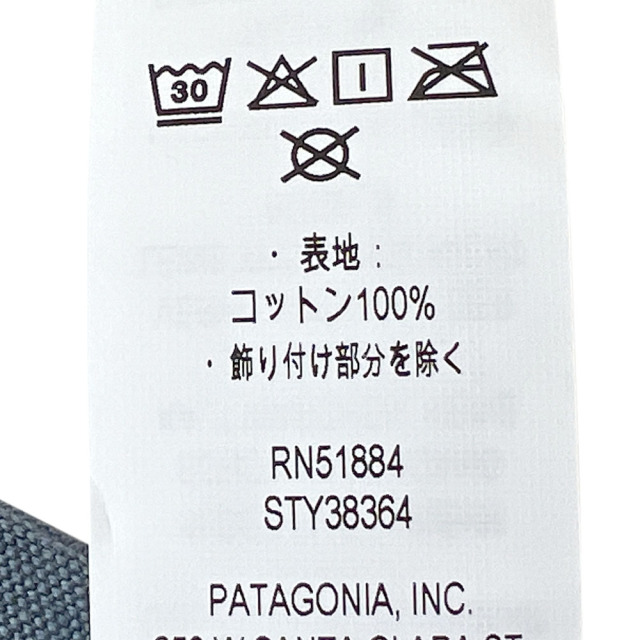 30
・表地：
コットン100%
・飾り付け部分を除く
RN51884
STY38364
PATAGONIA, INC.